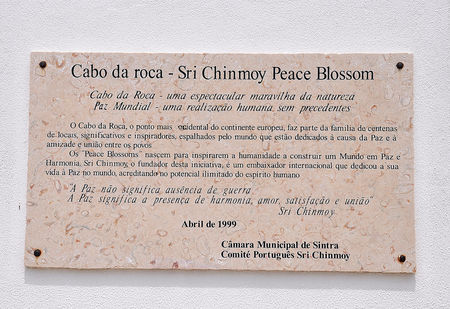 Cabo da roca - Sri Chinmoy Peace Blossom
Cabo da Roca - uma espectacular maravilha da natureza
Paz Mundial - uma realização humana sem precedentes
O Cabo da Roca, o ponto mais ocidental do continente europeu, faz parte da família de centenas
de locais, significativos e inspiradores, espalhados pelo mundo que estão dedicados à causa da Paz e à
amizade e união entre os povos
Os 'Peace Blossoms' nasçem para inspirarem a humanidade a construir um Mundo em Paz e
Harmonia, Sri Chinmoy, o fundador desta iniciativa, é um embaixador internacional que dedicou a sua
vida à Paz no mundo, acreditando no potencial ilimitado do espírito humano
"A Paz não significa ausência de guerra
A Paz significa a presença de harmonia, amor, satisfação e união"
Sri Chinmoy
Abril de 1999
Câmara Municipal de Sintra
Comité Português Sri Chinmoy